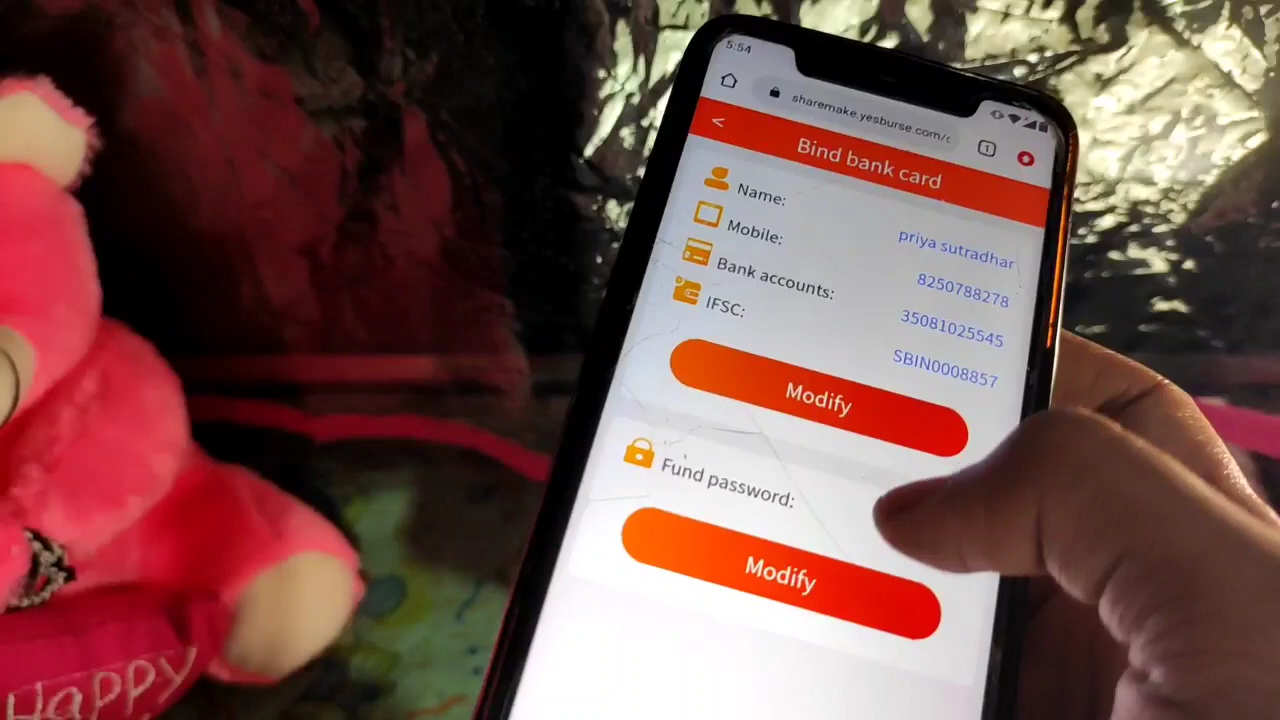 5:54
sharemake.yesburse.com/c
1
<
Bind bank card
Name:
priya sutradhar
Mobile:
8250788278
Bank accounts:
35081025545
IFSC:
SBIN0008857
Modify
Fund password:
Modify
Happy